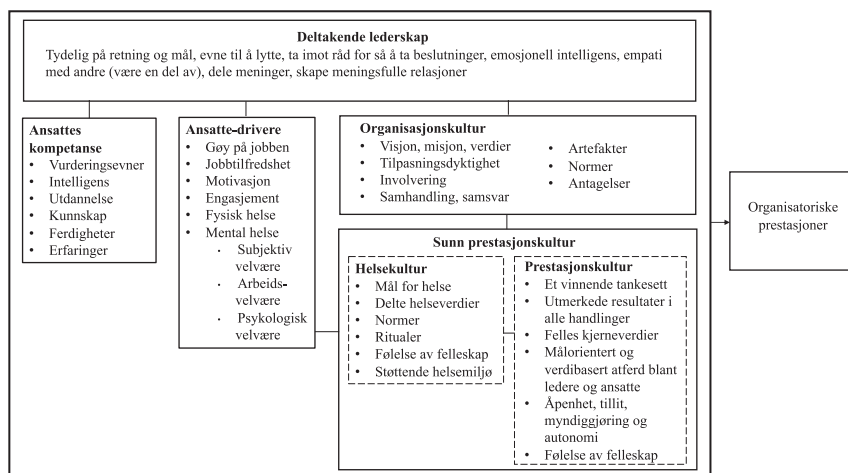 Deltakende lederskap
Tydelig på retning og mål, evne til å lytte, ta imot råd for så å ta beslutninger, emosjonell intelligens, empati
med andre (være en del av), dele meninger, skape meningsfulle relasjoner
Ansattes
kompetanse
• Vurderingsevner
• Intelligens
• Utdannelse
• Kunnskap
• Ferdigheter
• Erfaringer
Ansatte-drivere
• Gøy på jobben
• Jobbtilfredshet
• Motivasjon
• Engasjement
• Fysisk helse
• Mental helse
· Subjektiv
velvære
· Arbeids-
velvære
· Psykologisk
velvære
Organisasjonskultur
• Visjon, misjon, verdier
• Tilpasningsdyktighet
• Involvering
• Samhandling, samsvar
• Artefakter
• Normer
• Antagelser
Sunn prestasjonskultur
Helsekultur
• Mål for helse
• Delte helseverdier
• Normer
• Ritualer
• Følelse av felleskap
• Støttende helsemiljø
Prestasjonskultur
• Et vinnende tankesett
• Utmerkede resultater i
alle handlinger
• Felles kjerneverdier
• Målorientert og
verdibasert atferd blant
ledere og ansatte
• Åpenhet, tillit,
myndiggjøring og
autonomi
• Følelse av felleskap
Organisatoriske
prestasjoner